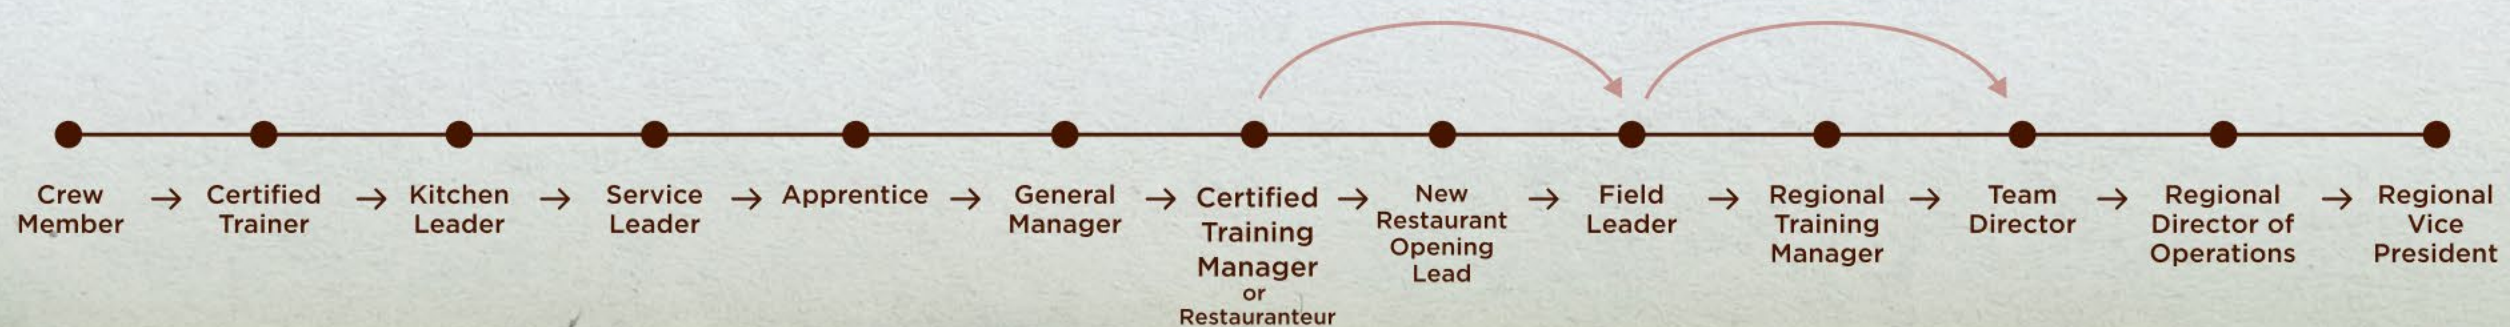 Crew
Member
→
Certified
Trainer
→
Kitchen
Leader
→
Service
Leader
→
Apprentice
→
General
Manager
→
Certified
Training
Manager
or
Restauranteur
→
New
Restaurant
Opening
Lead
→
Field
Leader
→
Regional
Training
Manager
→
Team
Director
→
Regional
Director of
Operations
→
Regional
Vice
President